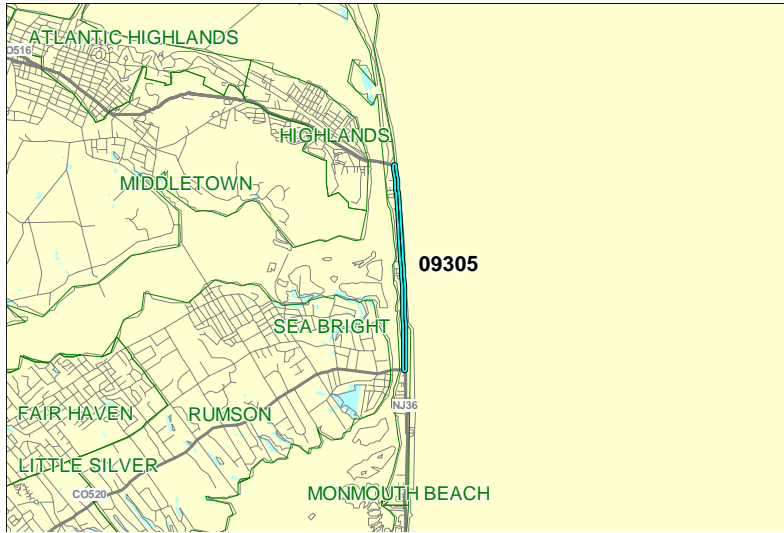 ATLANTIC HIGHLANDS
O516
HIGHLANDS
MIDDLETOWN
09305
SEA BRIGHT
NJ36
FAIR HAVEN
RUMSON
LITTLE SILVER
CO520
MONMOUTH BEACH